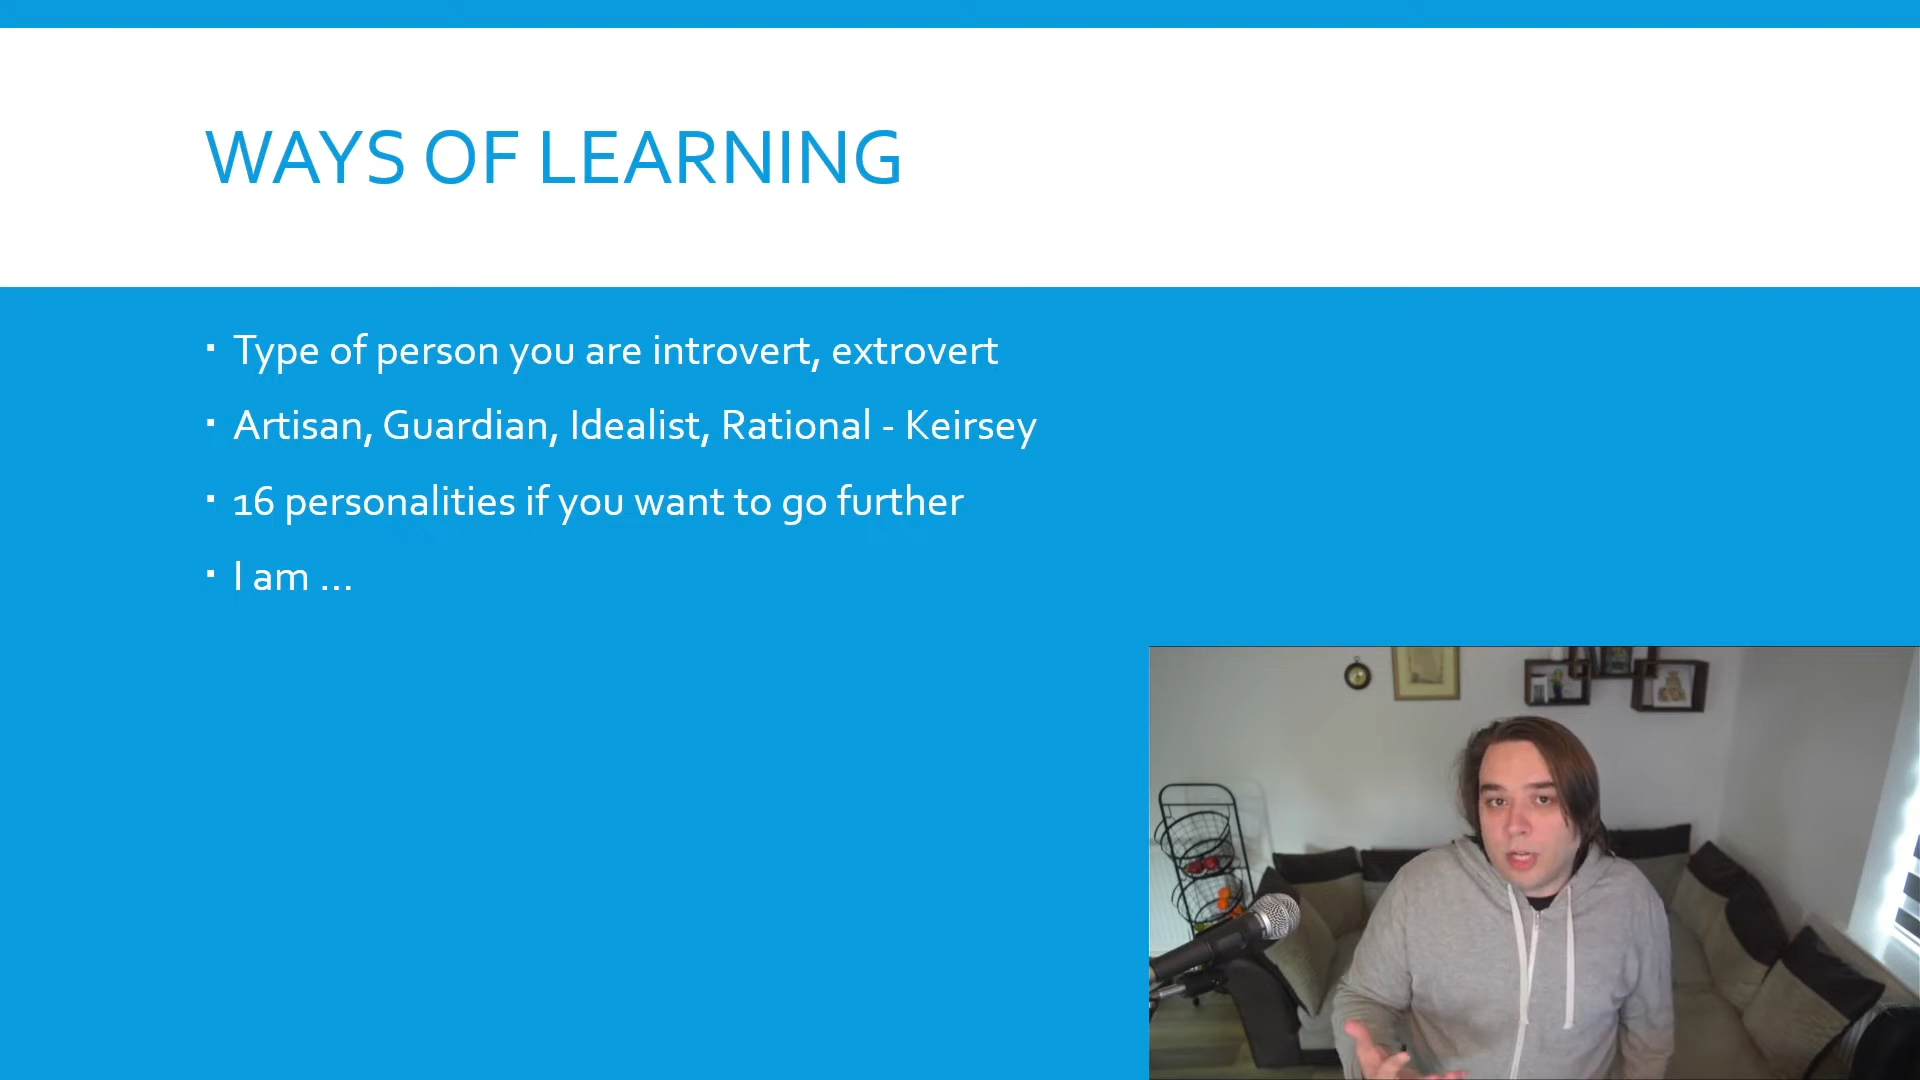 WAYS OF LEARNING
▪ Type of person you are introvert, extrovert
▪ Artisan, Guardian, Idealist, Rational - Keirsey
▪ 16 personalities if you want to go further
▪ I am ...